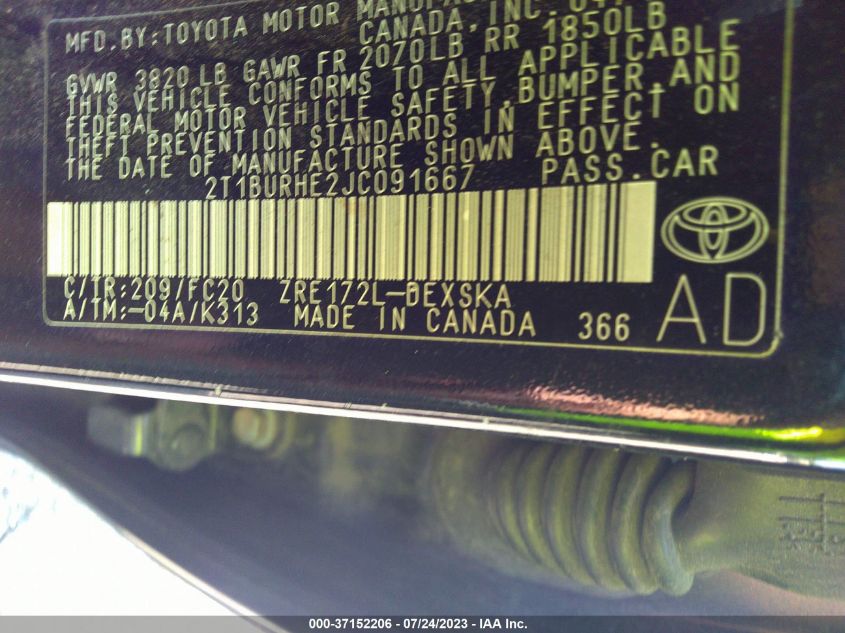 MFD.BY:TOYOTA MOTOR
CANADA, INC.
GVWR 3820 LB GAWR FR 2070LB RR 1850LB
THIS VEHICLE CONFORMS TO ALL APPLICABLE
FEDERAL MOTOR VEHICLE SAFETY,BUMPER,AND
THEFT PREVENTION STANDARDS IN EFFECT ON
THE DATE OF MANUFACTURE SHOWN ABOVE.
2T1BURHE2JC091667 PASS.CAR
C/TR:209/FC20 ZRE172L-DEXSKA
A/TM:-04A/K313 MADE IN CANADA 366
AD
000-37152206 - 07/24/2023 - IAA Inc.